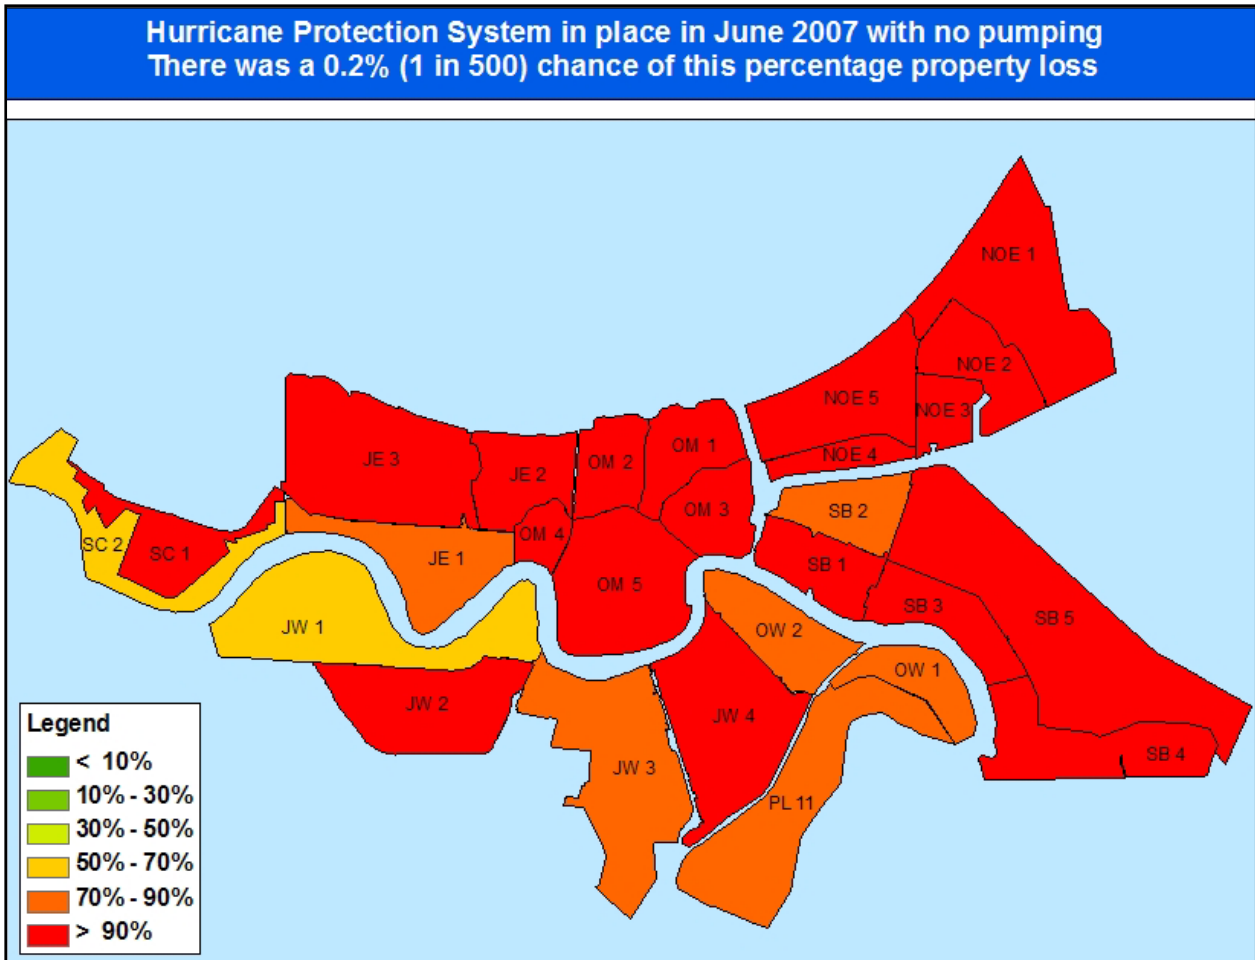 Hurricane Protection System in place in June 2007 with no pumping
There was a 0.2% (1 in 500) chance of this percentage property loss
NOE 1
NOE 2
NOE 5
NOE 3
NOE 4
OM 1
JE 3
OM 2
JE 2
OM 3
SB 2
OM 4
SC 2
SC 1
JE 1
SB 1
OM 5
SB 3
SB 5
JW 1
OW 2
OW 1
JW 2
JW 4
SB 4
JW 3
PL 11
Legend
< 10%
10% - 30%
30% - 50%
50% - 70%
70% - 90%
> 90%